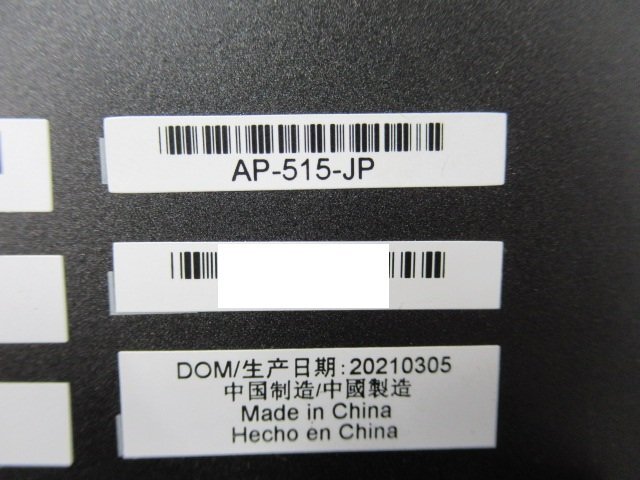 AP-515-JP
DOM/生产日期:20210305
中国制造/中國製造
Made in China
Hecho en China